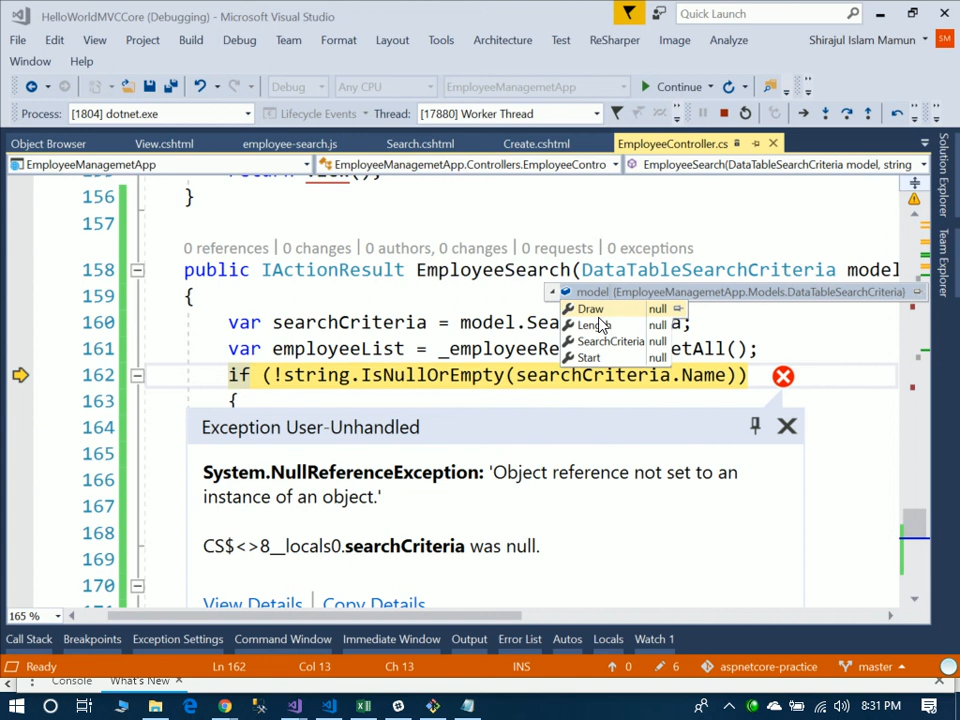 HelloWorldMVCCore (Debugging) - Microsoft Visual Studio
Quick Launch
File Edit View Project Build Debug Team Format Layout Tools Architecture Test ReSharper Image Analyze Shirajul Islam Mamun SM
Window Help
Debug Any CPU EmployeeManagemetApp Continue
Process: [1804] dotnet.exe Lifecycle Events Thread: [17880] Worker Thread
Object Browser View.cshtml employee-search.js Search.cshtml Create.cshtml EmployeeController.cs
EmployeeManagemetApp EmployeeManagemetApp.Controllers.EmployeeContro EmployeeSearch(DataTableSearchCriteria model, string
Solution Explorer
Team Explorer
156 }
157
0 references | 0 changes | 0 authors, 0 changes | 0 requests | 0 exceptions
158 public IActionResult EmployeeSearch(DataTableSearchCriteria model
159 {
model {EmployeeManagemetApp.Models.DataTableSearchCriteria}
Draw null
Length null
SearchCriteria null
Start null
160 var searchCriteria = model.Sea a;
161 var employeeList = _employeeRe etAll();
162 if (!string.IsNullOrEmpty(searchCriteria.Name))
163 {
164
165
166
167
168
169
170
Exception User-Unhandled
System.NullReferenceException: 'Object reference not set to an
instance of an object.'
CS$<>8__locals0.searchCriteria was null.
View Details | Copy Details
165 %
Call Stack Breakpoints Exception Settings Command Window Immediate Window Output Error List Autos Locals Watch 1
Ready Ln 162 Col 13 Ch 13 INS 0 6 aspnetcore-practice master
Console What's New
8:31 PM